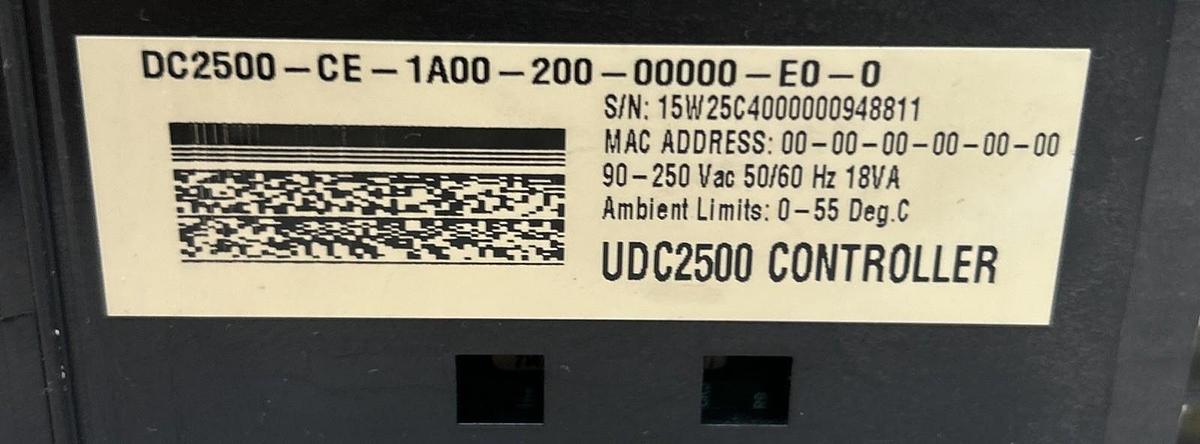 DC2500-CE-1A00-200-00000-E0-0
S/N: 15W25C4000000948811
MAC ADDRESS: 00-00-00-00-00-00
90-250 Vac 50/60 Hz 18VA
Ambient Limits: 0-55 Deg.C
UDC2500 CONTROLLER